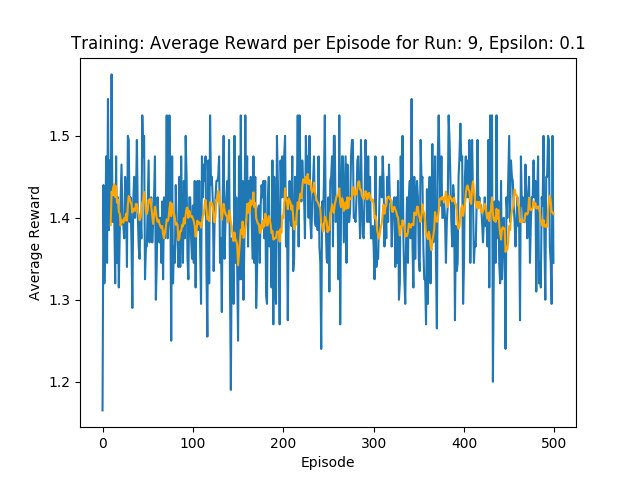 Training: Average Reward per Episode for Run: 9, Epsilon: 0.1
1.5
1.4
1.3
1.2
Average Reward
0 100 200 300 400 500
Episode